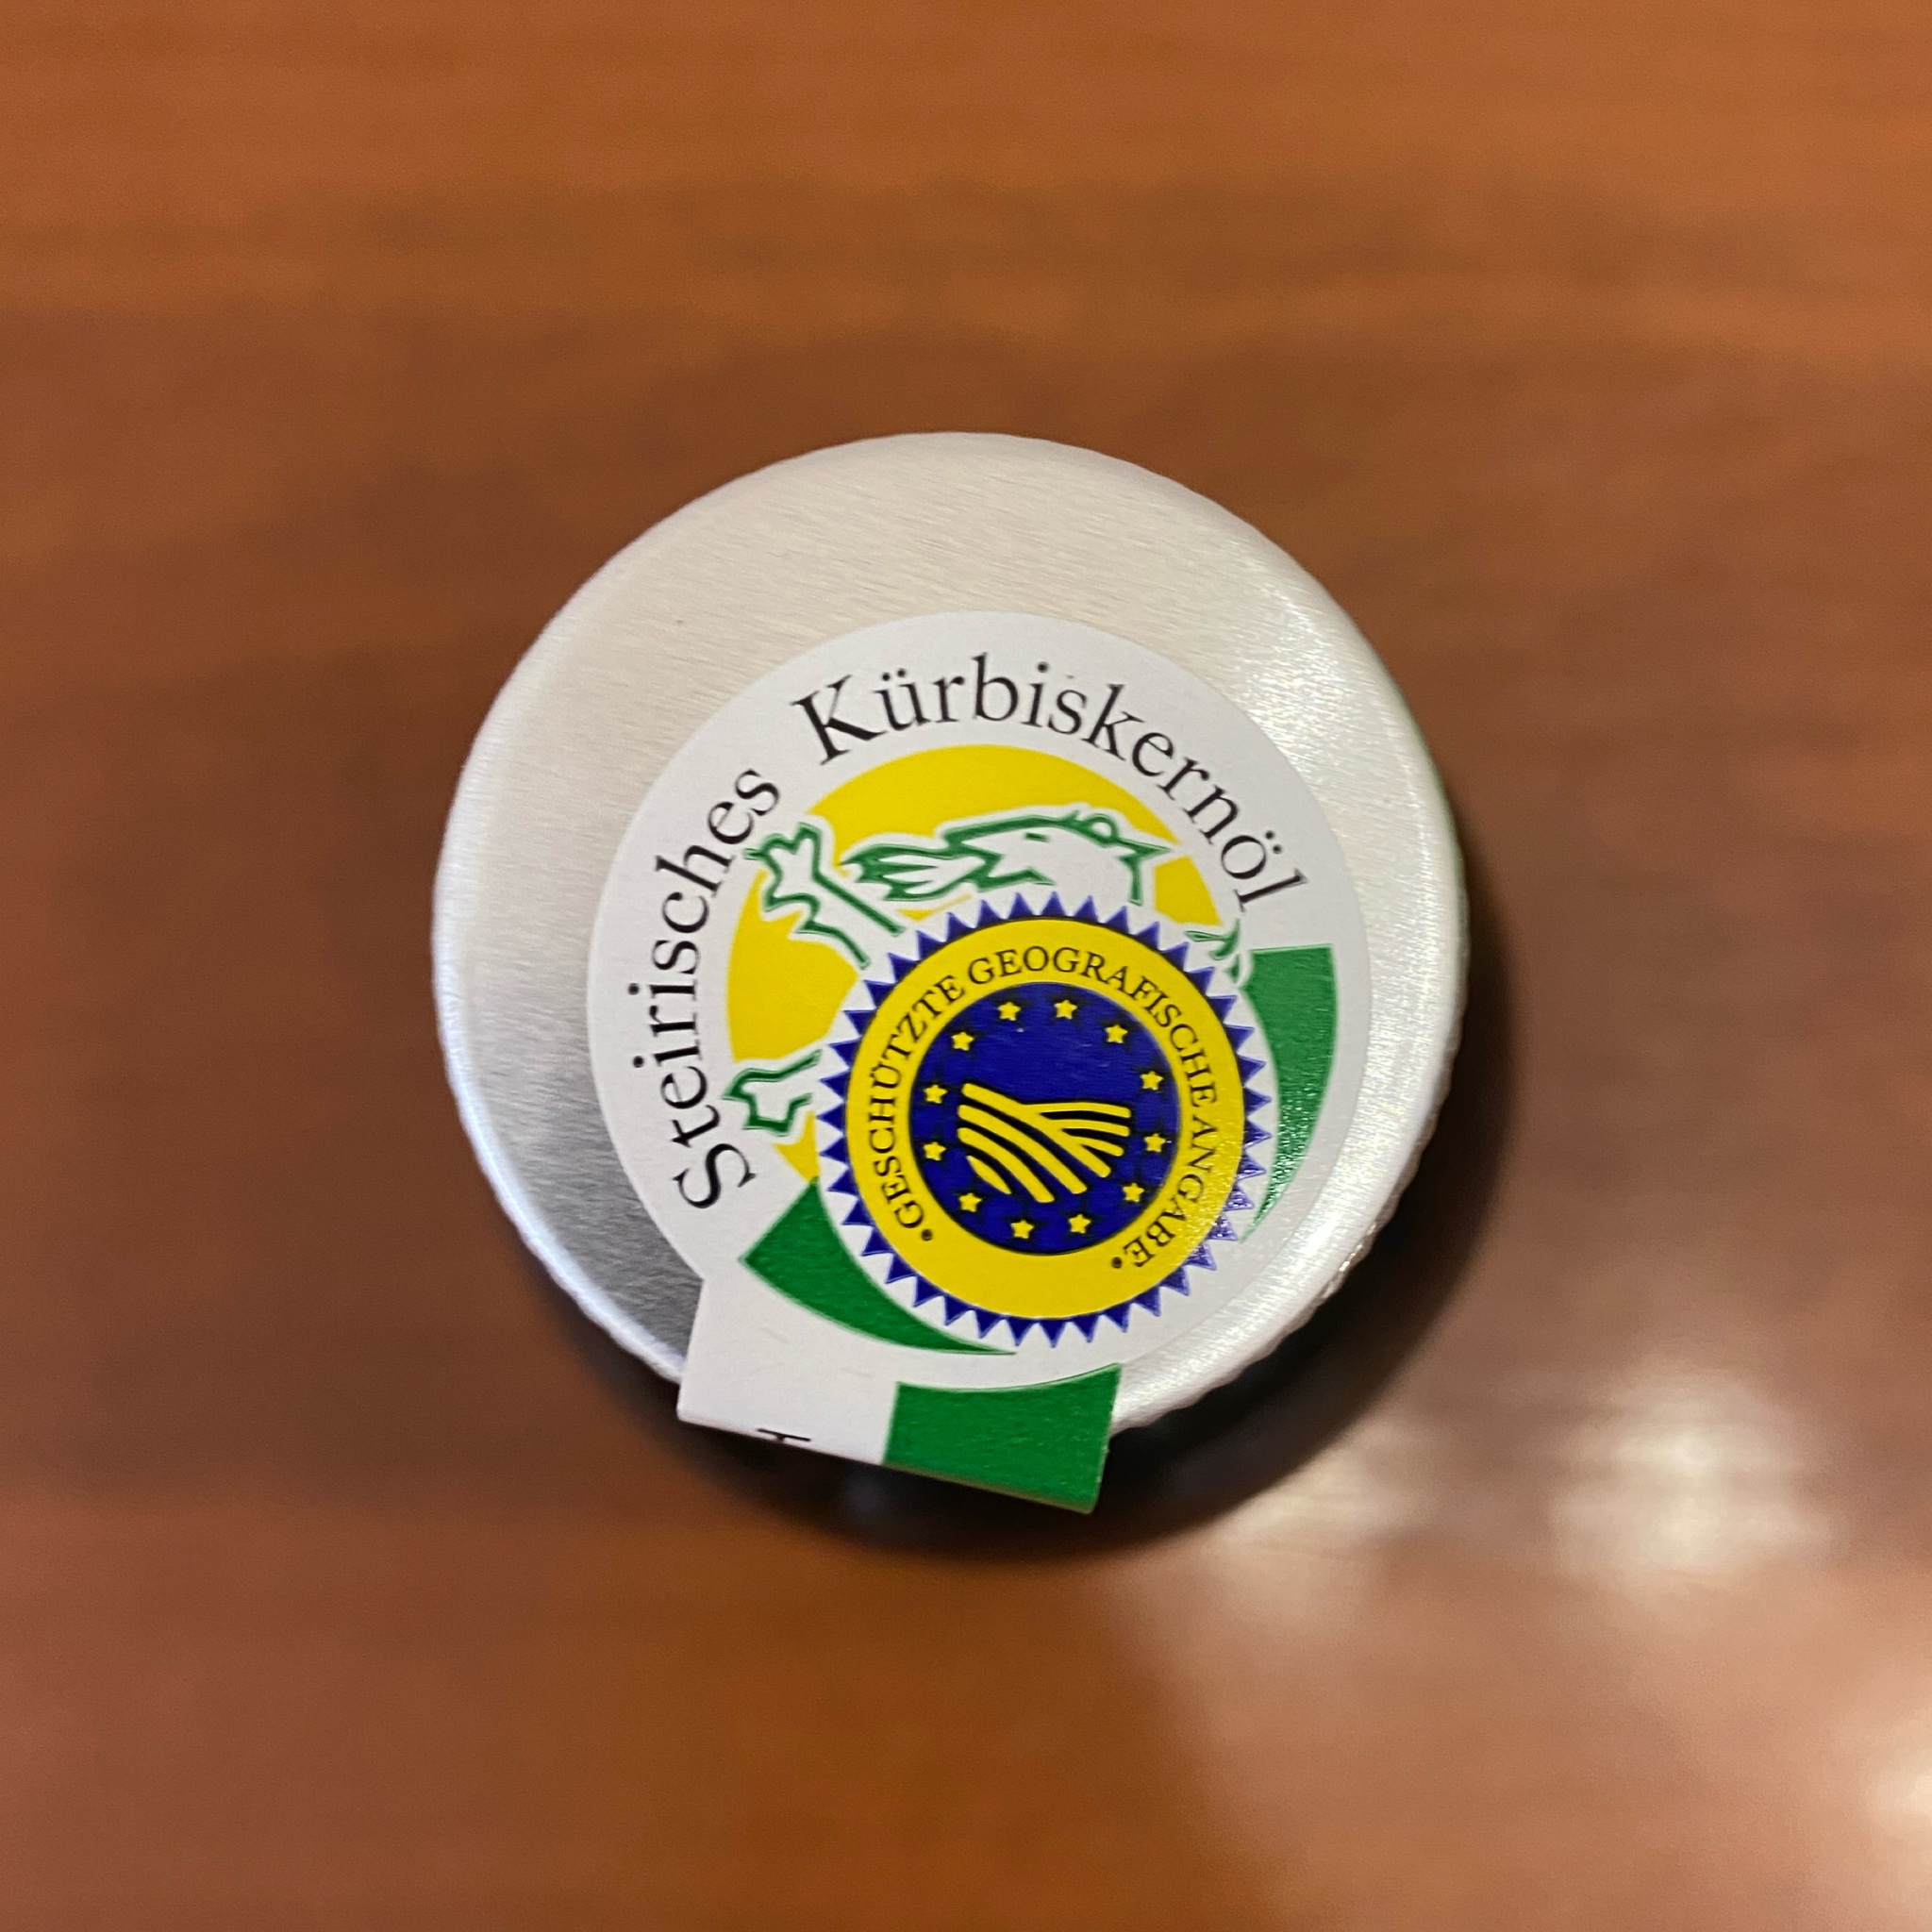 Steirisches Kürbiskernöl
•GESCHÜTZTE GEOGRAFISCHE ANGABE•